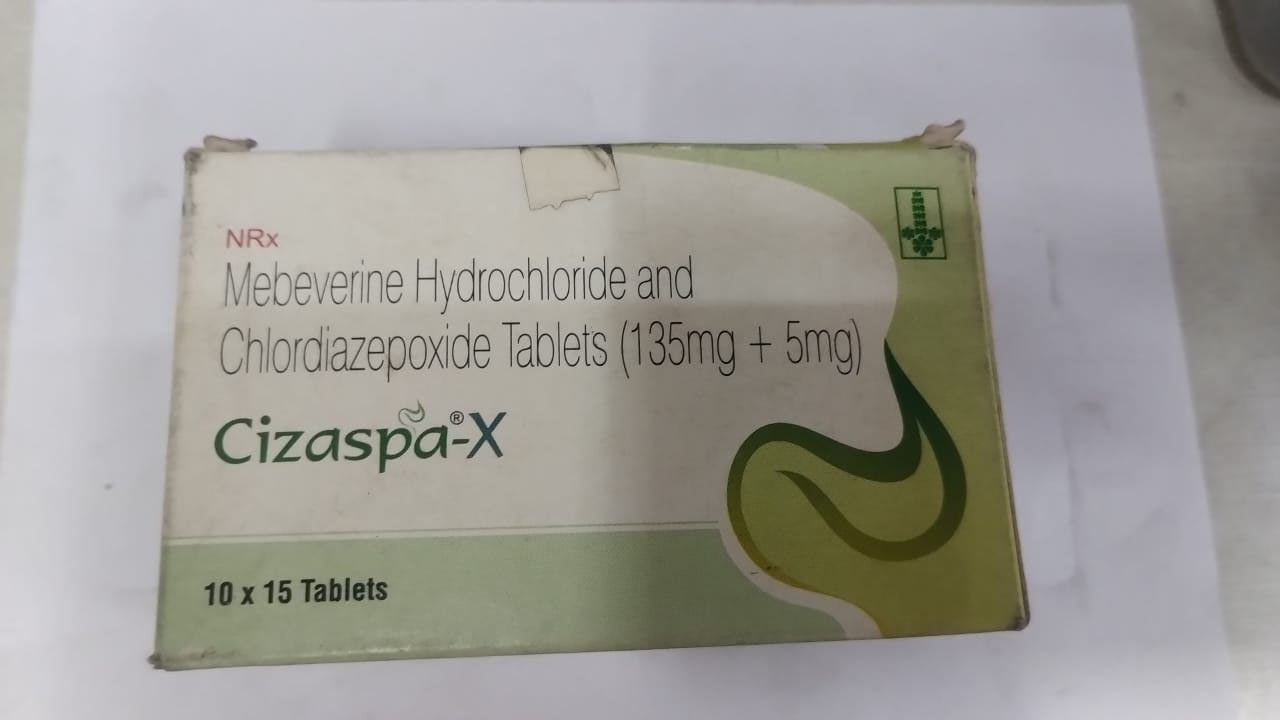 NRx
Mebeverine Hydrochloride and
Chlordiazepoxide Tablets (135mg + 5mg)
Cizaspa®-X
10 x 15 Tablets